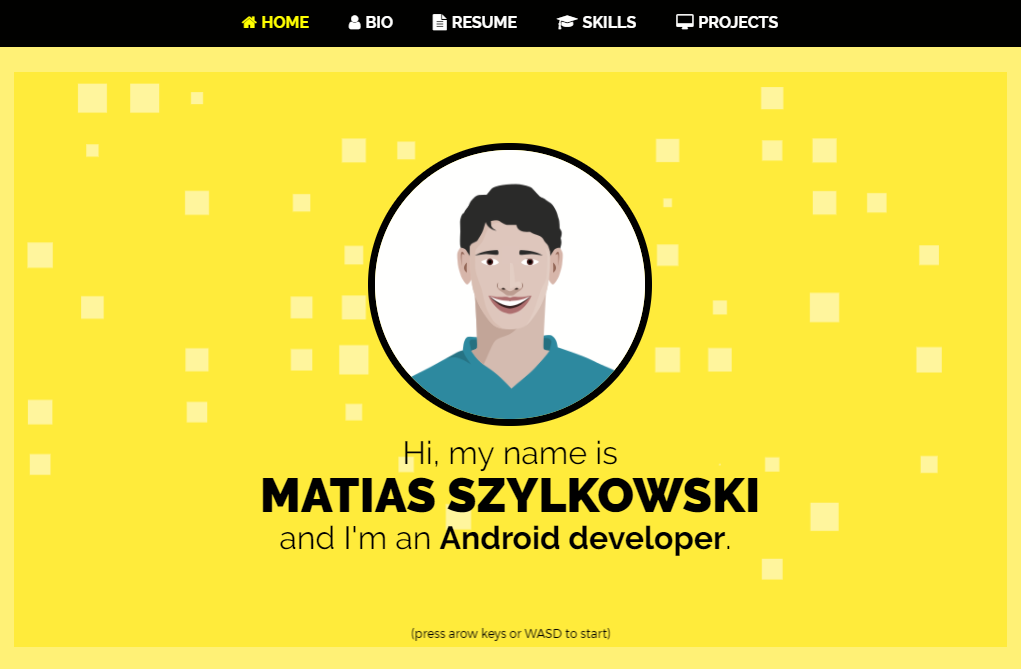 HOME BIO RESUME SKILLS PROJECTS
Hi, my name is
MATIAS SZYLKOWSKI
and I'm an Android developer.
(press arow keys or WASD to start)